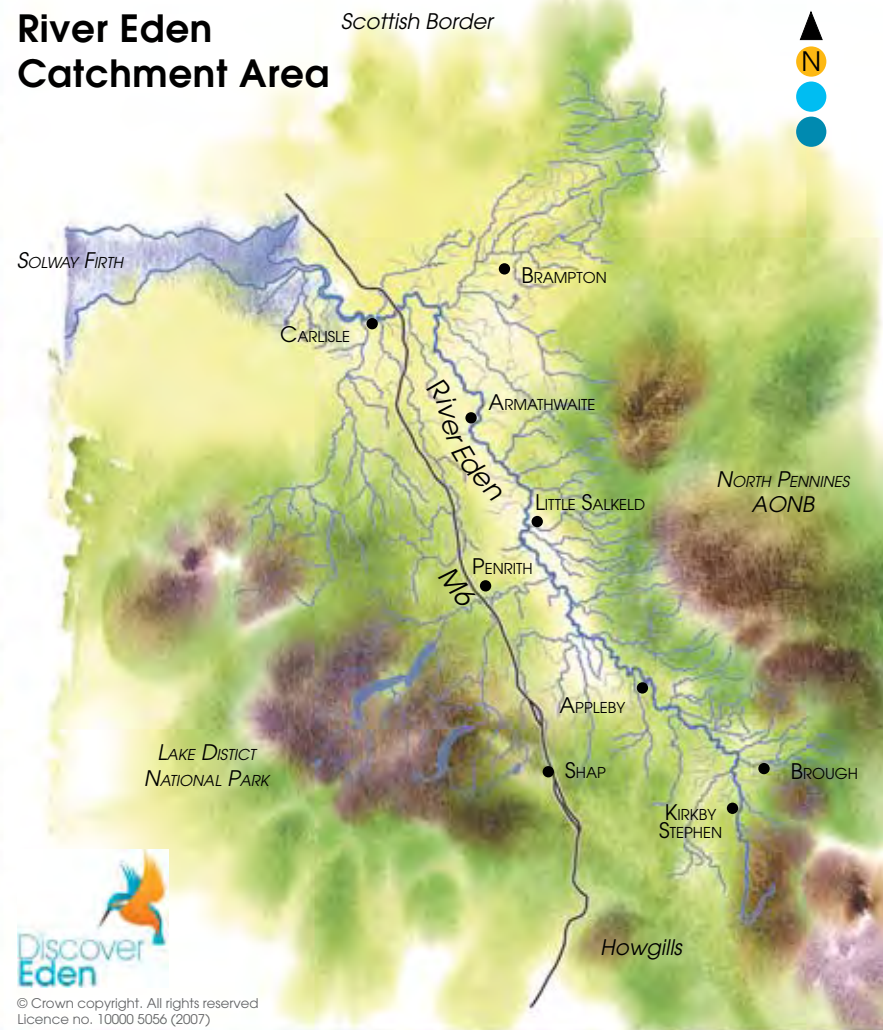 River Eden
Catchment Area
Scottish Border
N
SOLWAY FIRTH
BRAMPTON
CARLISLE
ARMATHWAITE
River Eden
NORTH PENNINES
AONB
LITTLE SALKELD
PENRITH
M6
APPLEBY
LAKE DISTICT
NATIONAL PARK
SHAP
BROUGH
KIRKBY
STEPHEN
Howgills
Discover
Eden
© Crown copyright. All rights reserved
Licence no. 10000 5056 (2007)